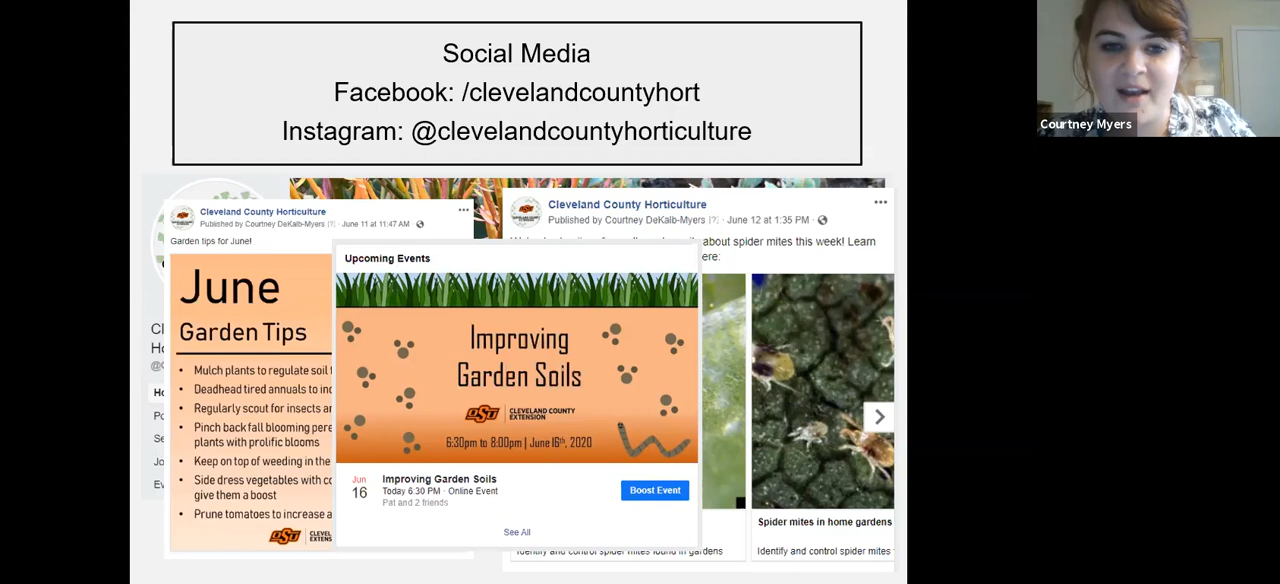 Social Media
Facebook: /clevelandcountyhort
Instagram: @clevelandcountyhorticulture
Courtney Myers
Cleveland County Horticulture
Published by Courtney DeKalb-Myers [?] · June 11 at 11:47 AM ·
Garden tips for June!
June
Garden Tips
• Mulch plants to regulate soil
• Deadhead tired annuals to
• Regularly scout for insects
• Pinch back fall blooming
plants with prolific blooms
• Keep on top of weeding in the
• Side dress vegetables with
give them a boost
• Prune tomatoes to increase
OSU
Upcoming Events
Improving
Garden Soils
OSU CLEVELAND COUNTY
EXTENSION
6:30pm to 8:00pm | June 16th, 2020
Jun
16
Improving Garden Soils
Today 6:30 PM · Online Event
Pat and 2 friends
Boost Event
See All
Cleveland County Horticulture
Published by Courtney DeKalb-Myers [?] · June 12 at 1:35 PM ·
about spider mites this week! Learn
Spider mites in home gardens
Identify and control spider mites found in gardens
Identify and control spider mites